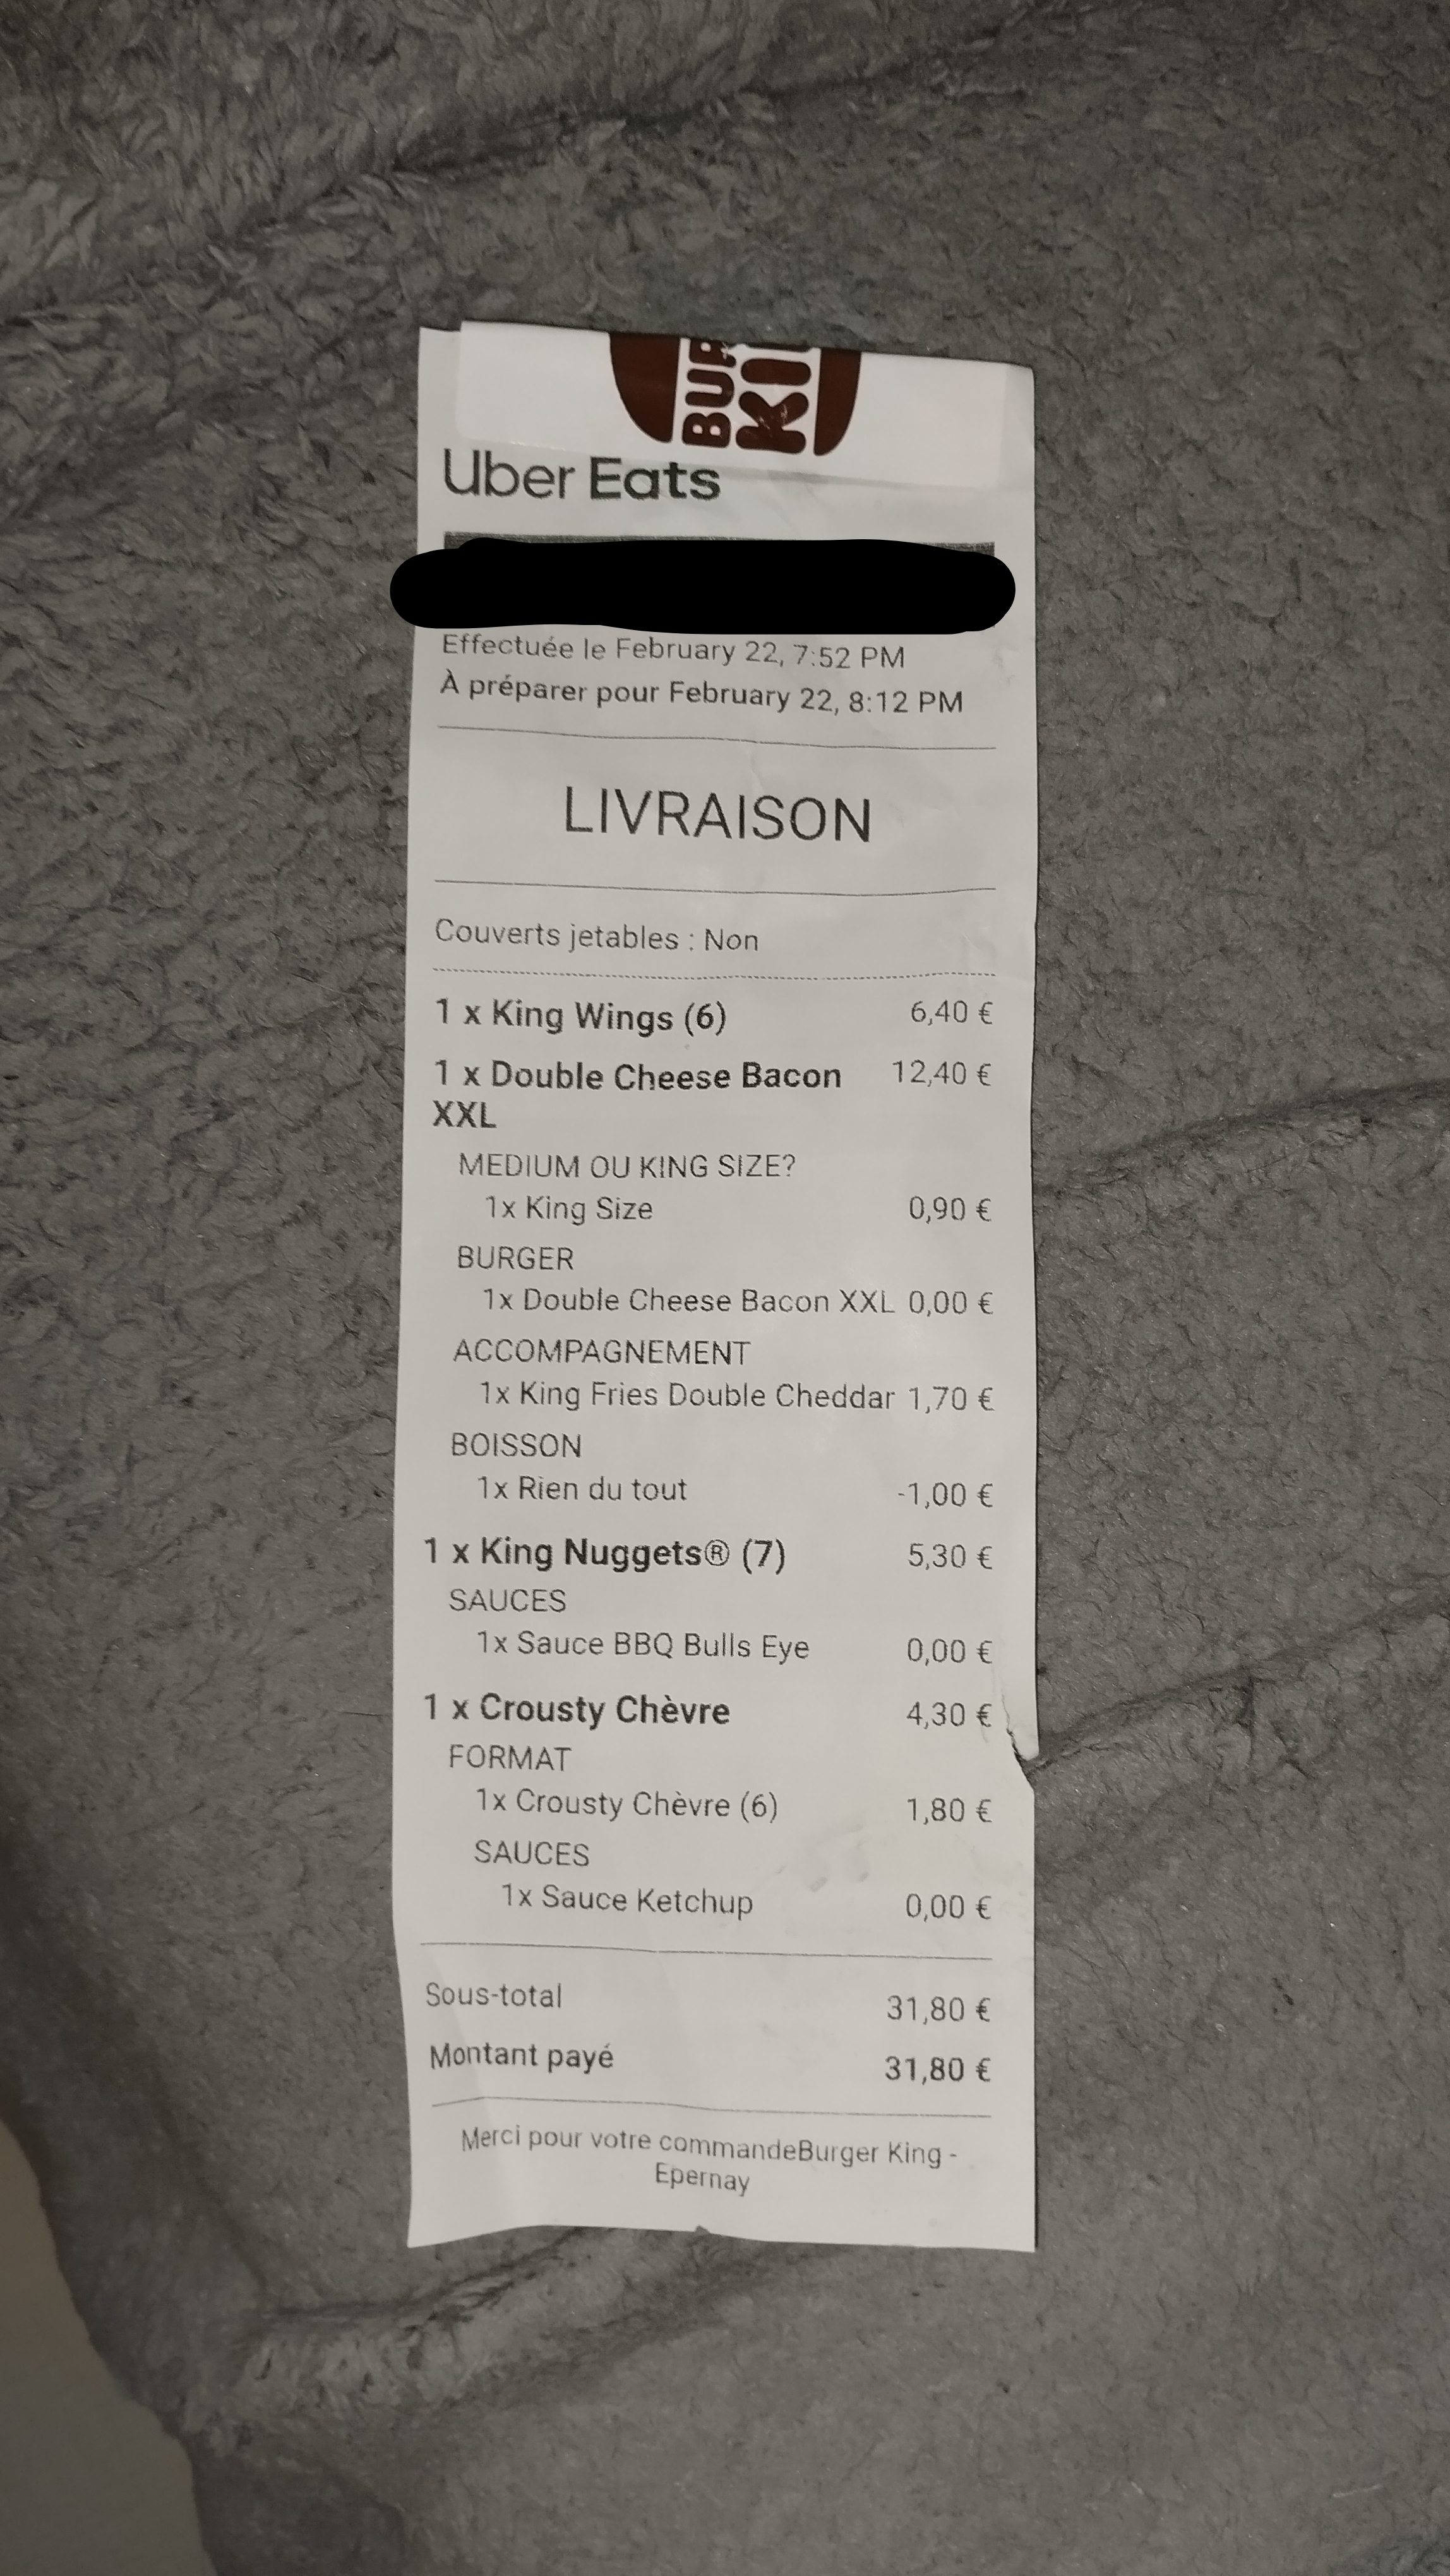 BUR
KI
Uber Eats
Effectuée le February 22, 7:52 PM
À préparer pour February 22, 8:12 PM
LIVRAISON
Couverts jetables : Non
1 x King Wings (6) 6,40 €
1 x Double Cheese Bacon 12,40 €
XXL
MEDIUM OU KING SIZE?
1x King Size 0,90 €
BURGER
1x Double Cheese Bacon XXL 0,00 €
ACCOMPAGNEMENT
1x King Fries Double Cheddar 1,70 €
BOISSON
1x Rien du tout -1,00 €
1 x King Nuggets® (7) 5,30 €
SAUCES
1x Sauce BBQ Bulls Eye 0,00 €
1 x Crousty Chèvre 4,30 €
FORMAT
1x Crousty Chèvre (6) 1,80 €
SAUCES
1x Sauce Ketchup 0,00 €
Sous-total 31,80 €
Montant payé 31,80 €
Merci pour votre commandeBurger King -
Epernay